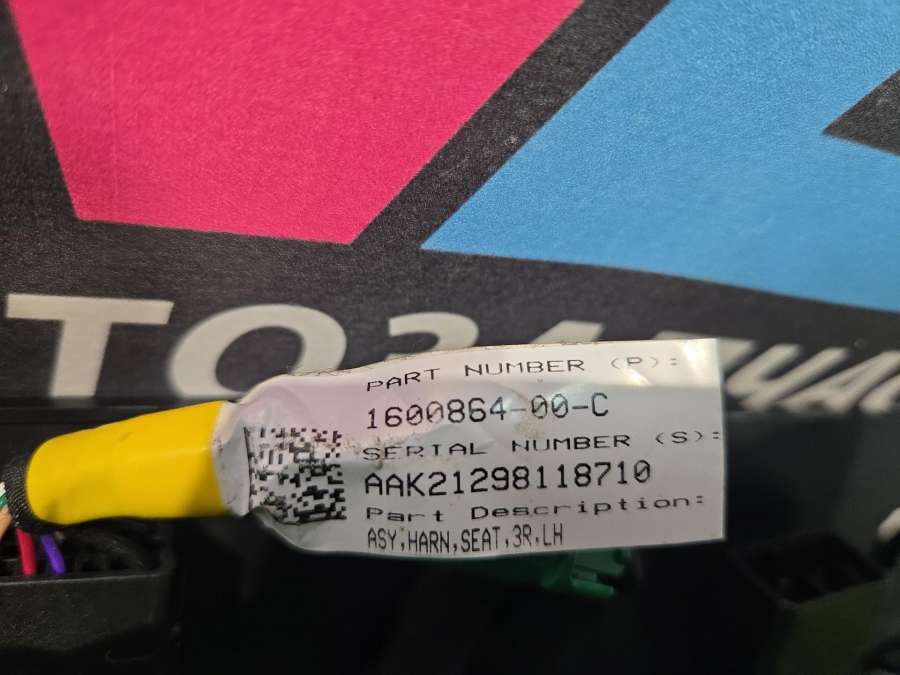 PART NUMBER (P):
1600864-00-C
SERIAL NUMBER (S):
AAK21298118710
Part Description:
ASY,HARN,SEAT,3R,LH